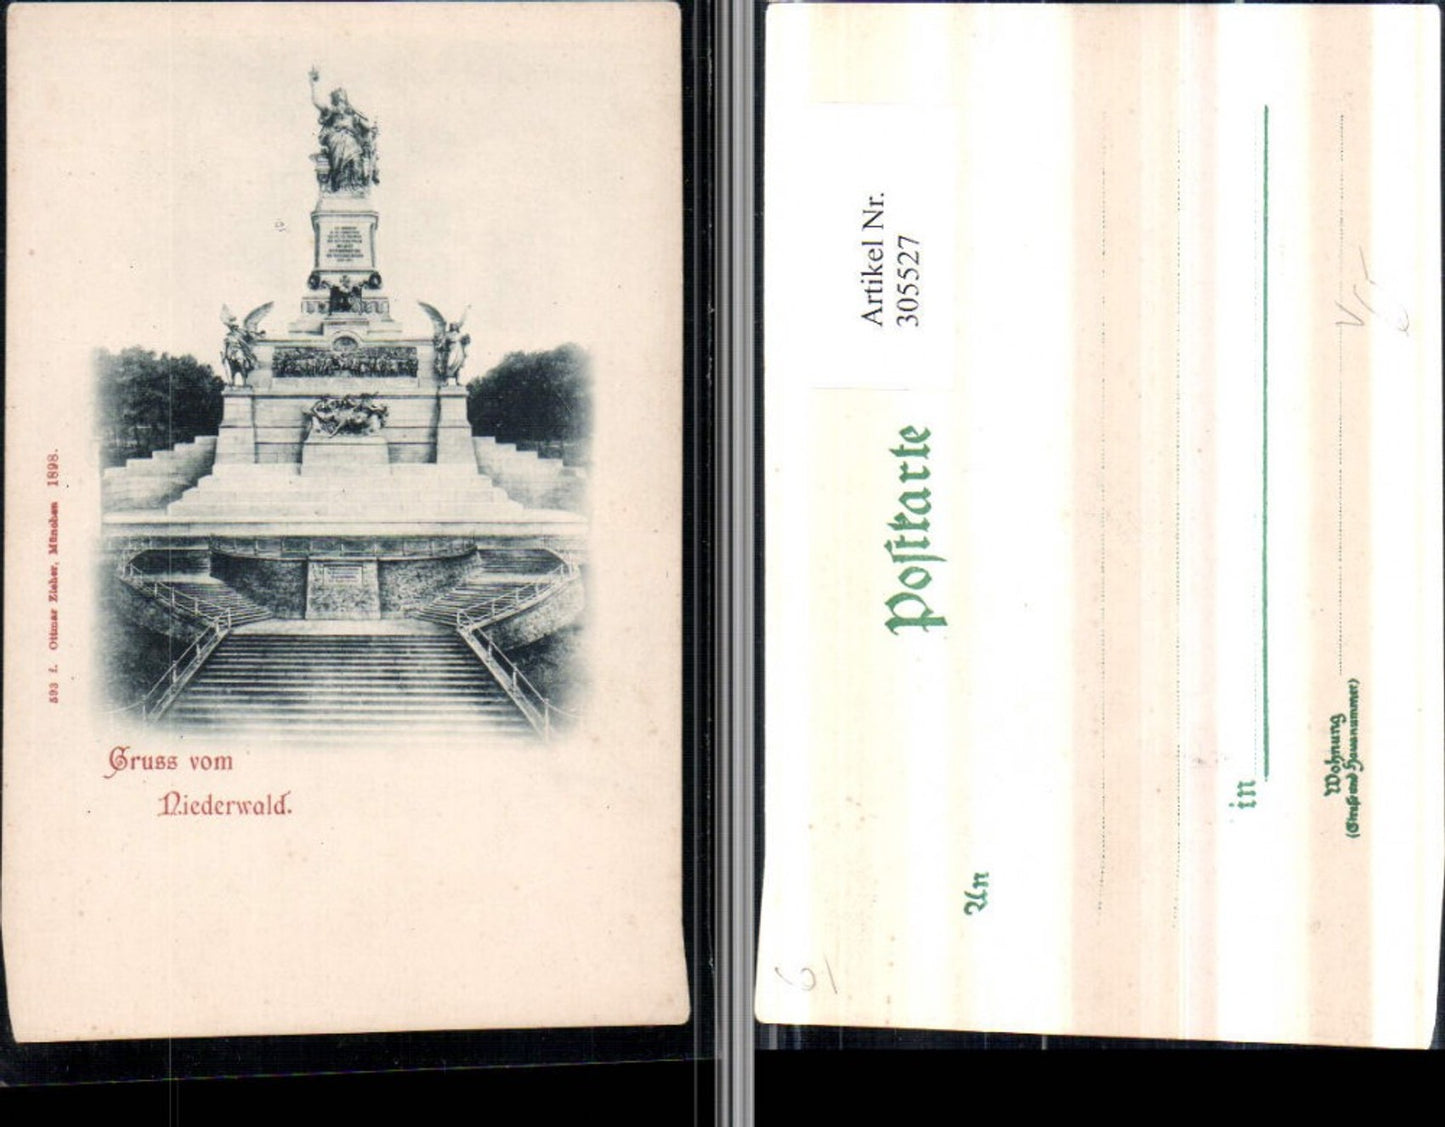 593 f. Ottmar Zieher, München 1898.
Gruss vom
Niederwald.
Artikel Nr.
305527
Postkarte
An
in
Wohnung
(Straße und Hausnummer)